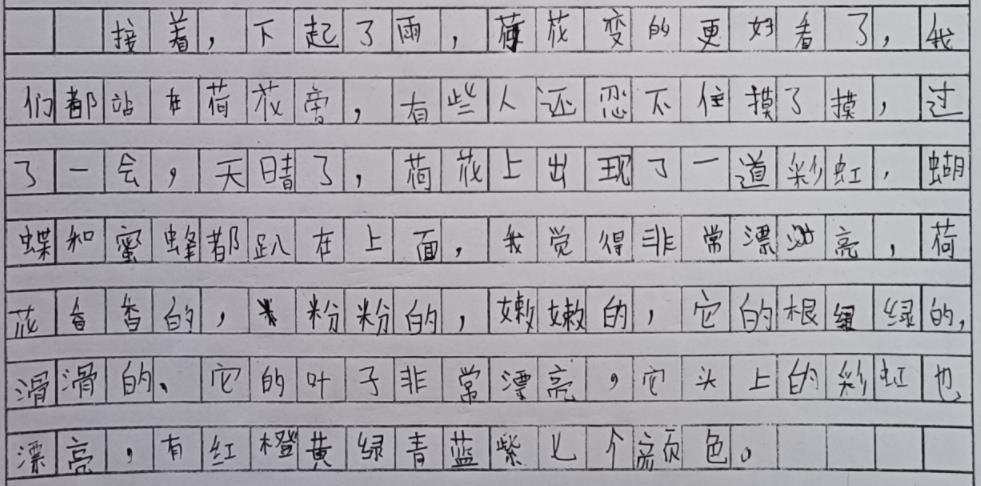 接着，下起了雨，荷花变的更好看了，我
们都站在荷花旁，有些人还忍不住摸了摸，过
了一会，天晴了，荷花上出现了一道彩虹，蝴
蝶和蜜蜂都趴在上面，我觉得非常漂亮，荷
花香香的，粉粉的，嫩嫩的，它的根绿绿的，
滑滑的、它的叶子非常漂亮，它头上的彩虹也
漂亮，有红橙黄绿青蓝紫七个颜色。